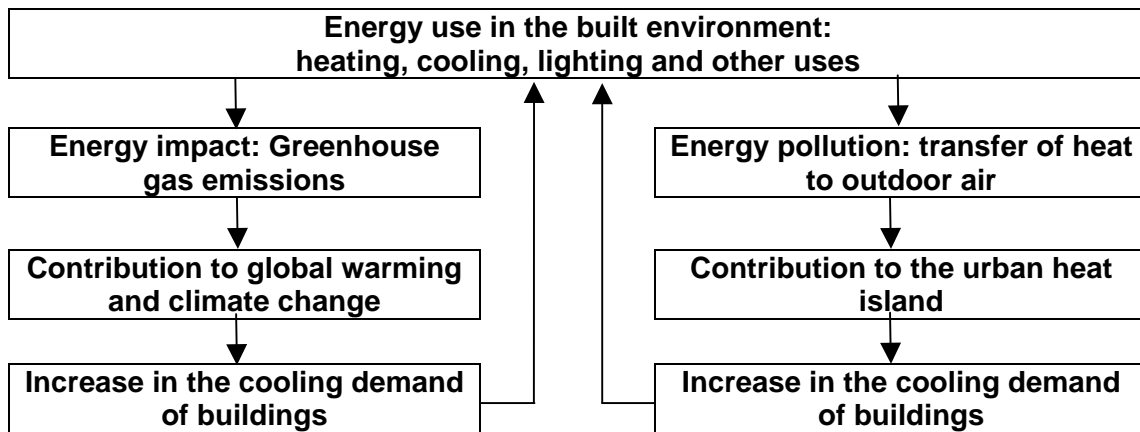 Energy use in the built environment:
heating, cooling, lighting and other uses
Energy impact: Greenhouse
gas emissions
Contribution to global warming
and climate change
Increase in the cooling demand
of buildings
Energy pollution: transfer of heat
to outdoor air
Contribution to the urban heat
island
Increase in the cooling demand
of buildings